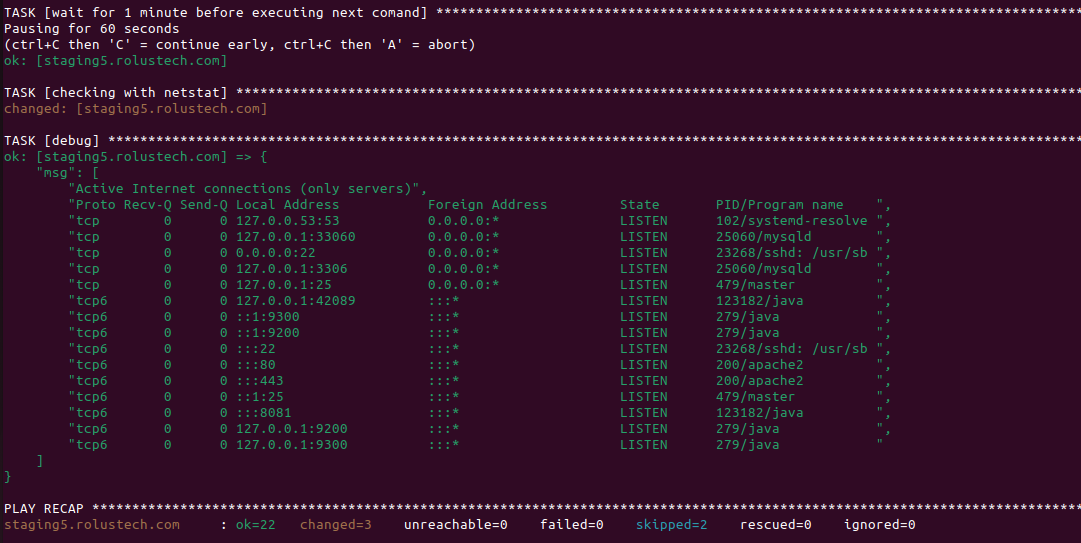 TASK [wait for 1 minute before executing next comand] *********************************************************************************
Pausing for 60 seconds
(ctrl+C then 'C' = continue early, ctrl+C then 'A' = abort)
ok: [staging5.rolustech.com]

TASK [checking with netstat] **********************************************************************************************************
changed: [staging5.rolustech.com]

TASK [debug] **************************************************************************************************************************
ok: [staging5.rolustech.com] => {
    "msg": [
        "Active Internet connections (only servers)",
        "Proto Recv-Q Send-Q Local Address           Foreign Address         State       PID/Program name    ",
        "tcp        0      0 127.0.0.53:53           0.0.0.0:*               LISTEN      102/systemd-resolve ",
        "tcp        0      0 127.0.0.1:33060         0.0.0.0:*               LISTEN      25060/mysqld        ",
        "tcp        0      0 0.0.0.0:22              0.0.0.0:*               LISTEN      23268/sshd: /usr/sb ",
        "tcp        0      0 127.0.0.1:3306          0.0.0.0:*               LISTEN      25060/mysqld        ",
        "tcp        0      0 127.0.0.1:25            0.0.0.0:*               LISTEN      479/master          ",
        "tcp6       0      0 127.0.0.1:42089         :::*                    LISTEN      123182/java         ",
        "tcp6       0      0 ::1:9300                :::*                    LISTEN      279/java            ",
        "tcp6       0      0 ::1:9200                :::*                    LISTEN      279/java            ",
        "tcp6       0      0 :::22                   :::*                    LISTEN      23268/sshd: /usr/sb ",
        "tcp6       0      0 :::80                   :::*                    LISTEN      200/apache2         ",
        "tcp6       0      0 :::443                  :::*                    LISTEN      200/apache2         ",
        "tcp6       0      0 ::1:25                  :::*                    LISTEN      479/master          ",
        "tcp6       0      0 :::8081                 :::*                    LISTEN      123182/java         ",
        "tcp6       0      0 127.0.0.1:9200          :::*                    LISTEN      279/java            ",
        "tcp6       0      0 127.0.0.1:9300          :::*                    LISTEN      279/java            "
    ]
}

PLAY RECAP ****************************************************************************************************************************
staging5.rolustech.com     : ok=22   changed=3    unreachable=0    failed=0    skipped=2    rescued=0    ignored=0